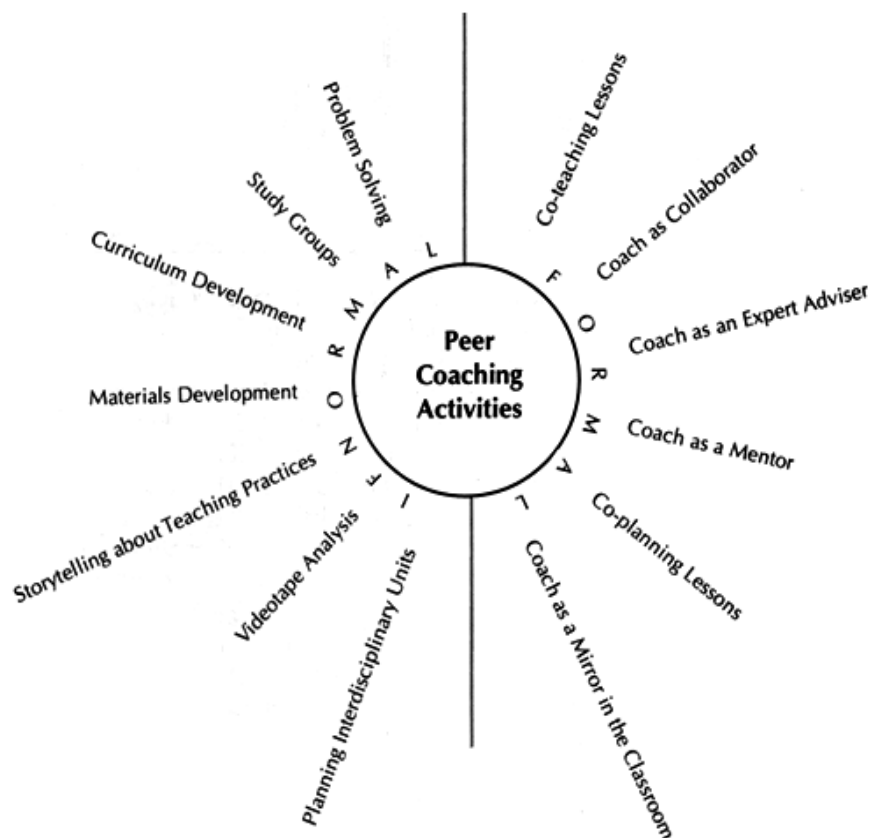 Peer
Coaching
Activities
INFORMAL
Problem Solving
Study Groups
Curriculum Development
Materials Development
Storytelling about Teaching Practices
Videotape Analysis
Planning Interdisciplinary Units
FORMAL
Co-teaching Lessons
Coach as Collaborator
Coach as an Expert Adviser
Coach as a Mentor
Co-planning Lessons
Coach as a Mirror in the Classroom